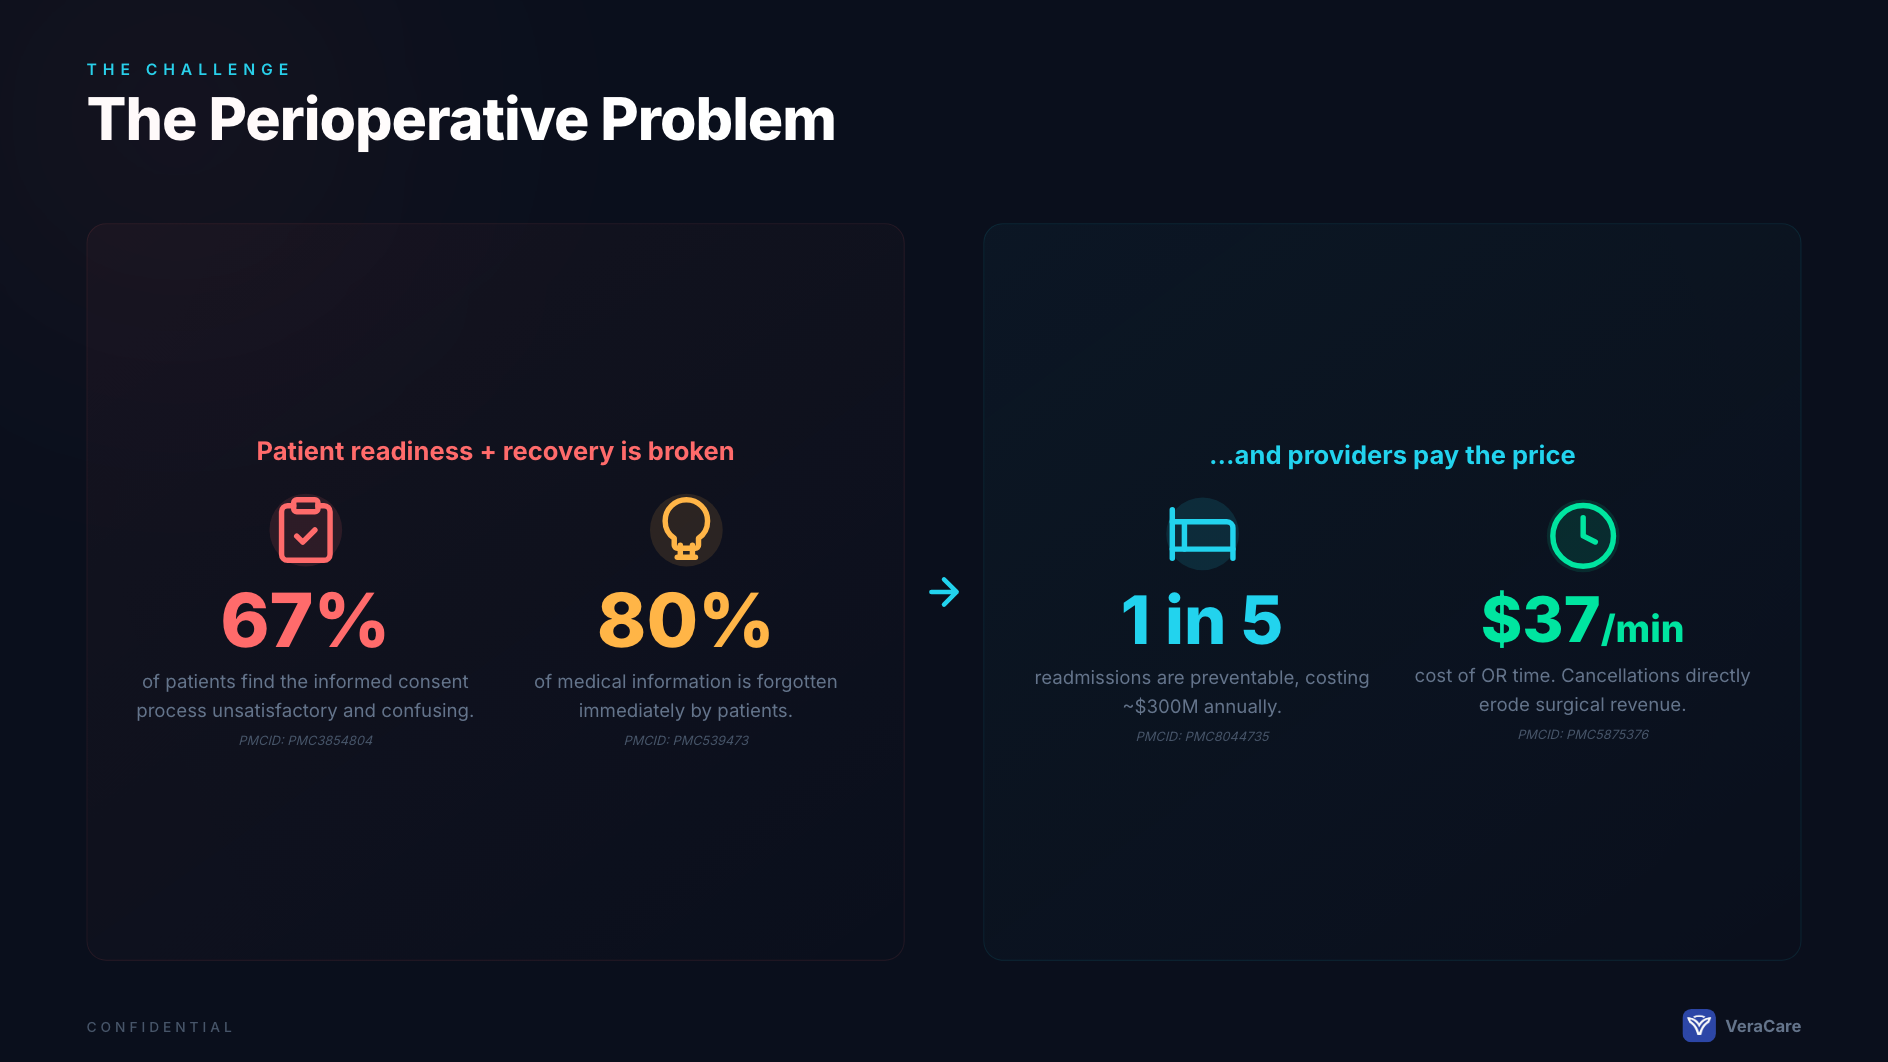 THE CHALLENGE
The Perioperative Problem
Patient readiness + recovery is broken
67%
of patients find the informed consent
process unsatisfactory and confusing.
PMCID: PMC3854804
80%
of medical information is forgotten
immediately by patients.
PMCID: PMC539473
...and providers pay the price
1 in 5
readmissions are preventable, costing
~$300M annually.
PMCID: PMC8044735
$37/min
cost of OR time. Cancellations directly
erode surgical revenue.
PMCID: PMC5875376
CONFIDENTIAL
VeraCare